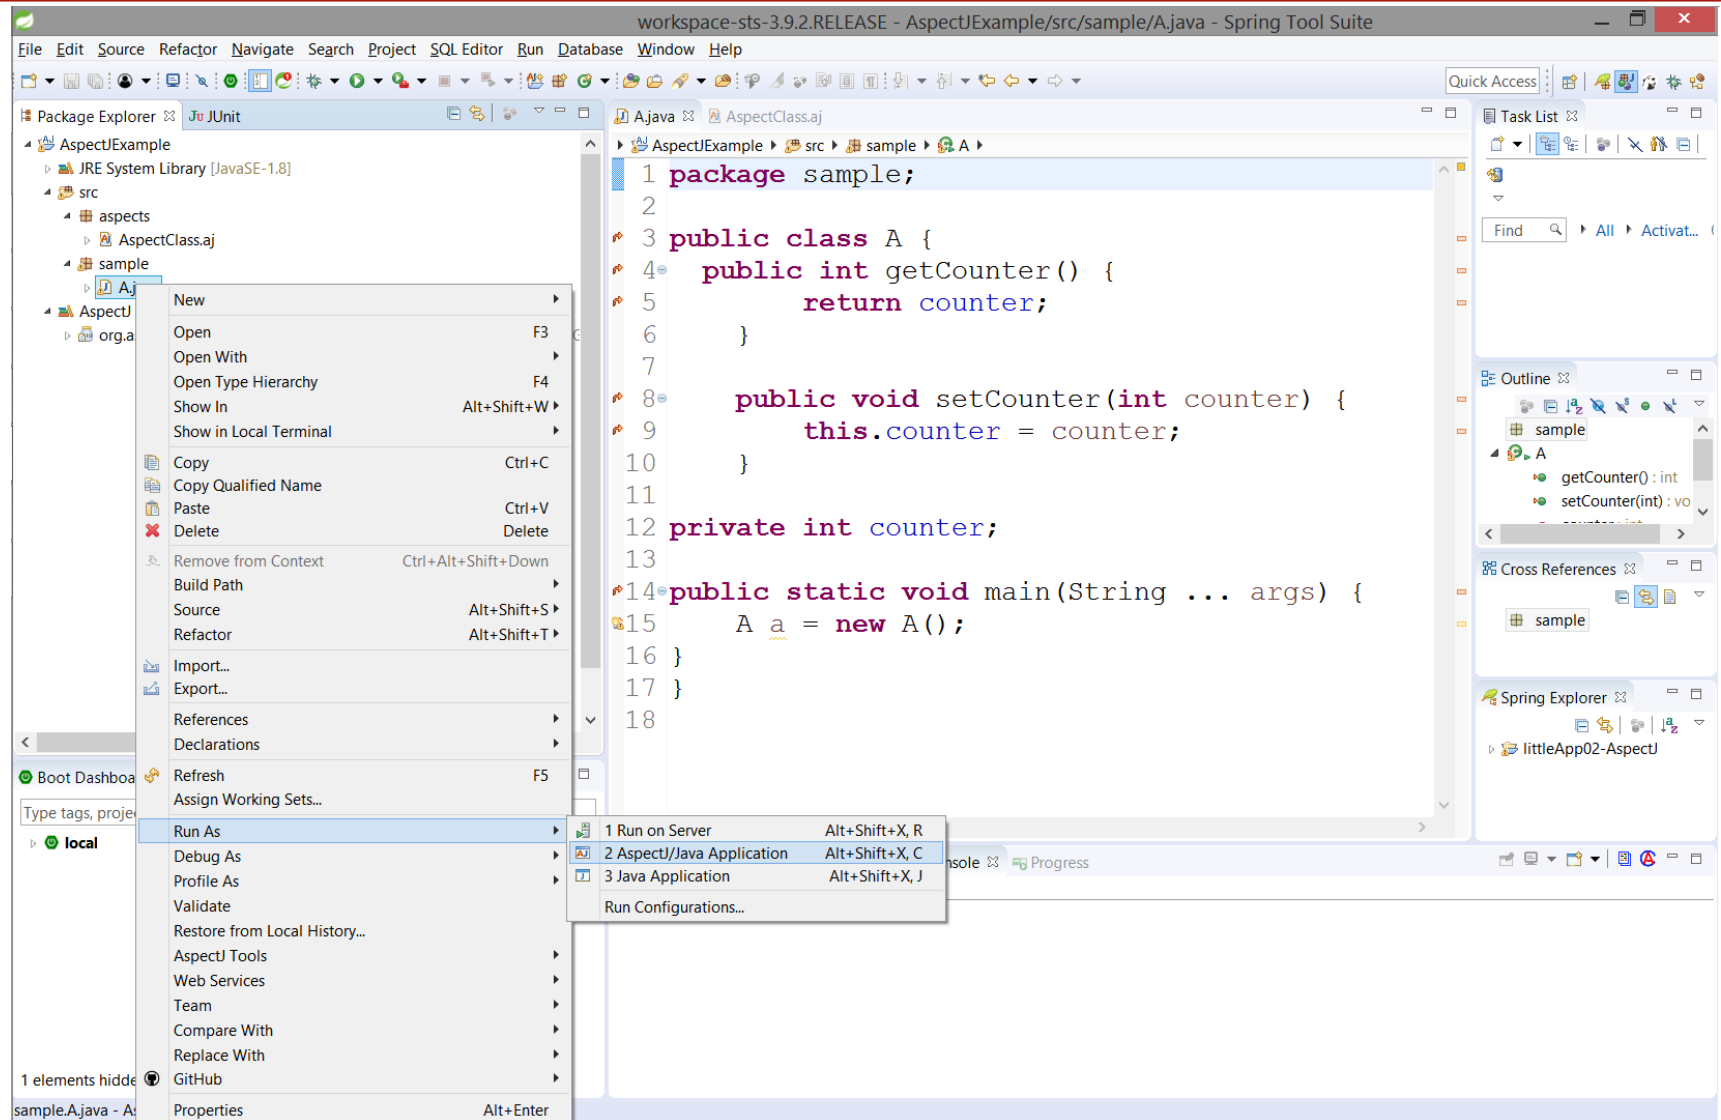 workspace-sts-3.9.2.RELEASE - AspectJExample/src/sample/A.java - Spring Tool Suite
File Edit Source Refactor Navigate Search Project SQL Editor Run Database Window Help
Quick Access
Package Explorer
JUnit
AspectJExample
JRE System Library [JavaSE-1.8]
src
aspects
AspectClass.aj
sample
AspectJ
New
Open F3
Open With
Open Type Hierarchy F4
Show In Alt+Shift+W
Show in Local Terminal
Copy Ctrl+C
Copy Qualified Name
Paste Ctrl+V
Delete Delete
Remove from Context Ctrl+Alt+Shift+Down
Build Path
Source Alt+Shift+S
Refactor Alt+Shift+T
Import...
Export...
References
Declarations
Refresh F5
Assign Working Sets...
Run As
Debug As
Profile As
Validate
Restore from Local History...
AspectJ Tools
Web Services
Team
Compare With
Replace With
GitHub
Properties Alt+Enter
1 Run on Server Alt+Shift+X, R
2 AspectJ/Java Application Alt+Shift+X, C
3 Java Application Alt+Shift+X, J
Run Configurations...
Boot Dashboa
Type tags, projec
local
1 elements hidde
sample.A.java - As
A.java AspectClass.aj
AspectJExample src sample A
1 package sample;
2
3 public class A {
4 public int getCounter() {
5 return counter;
6 }
7
8 public void setCounter(int counter) {
9 this.counter = counter;
10 }
11
12 private int counter;
13
14 public static void main(String ... args) {
15 A a = new A();
16 }
17 }
18
nsole Progress
Task List
Find All Activat...
Outline
sample
A
getCounter() : int
setCounter(int) : vo
Cross References
sample
Spring Explorer
littleApp02-AspectJ